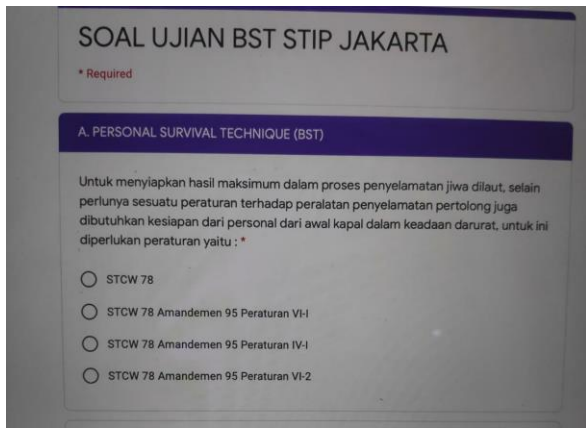 SOAL UJIAN BST STIP JAKARTA
* Required
A. PERSONAL SURVIVAL TECHNIQUE (BST)
Untuk menyiapkan hasil maksimum dalam proses penyelamatan jiwa dilaut, selain
perlunya sesuatu peraturan terhadap peralatan penyelamatan pertolong juga
dibutuhkan kesiapan dari personal dari awal kapal dalam keadaan darurat, untuk ini
diperlukan peraturan yaitu : *
STCW 78
STCW 78 Amandemen 95 Peraturan VI-I
STCW 78 Amandemen 95 Peraturan IV-I
STCW 78 Amandemen 95 Peraturan VI-2